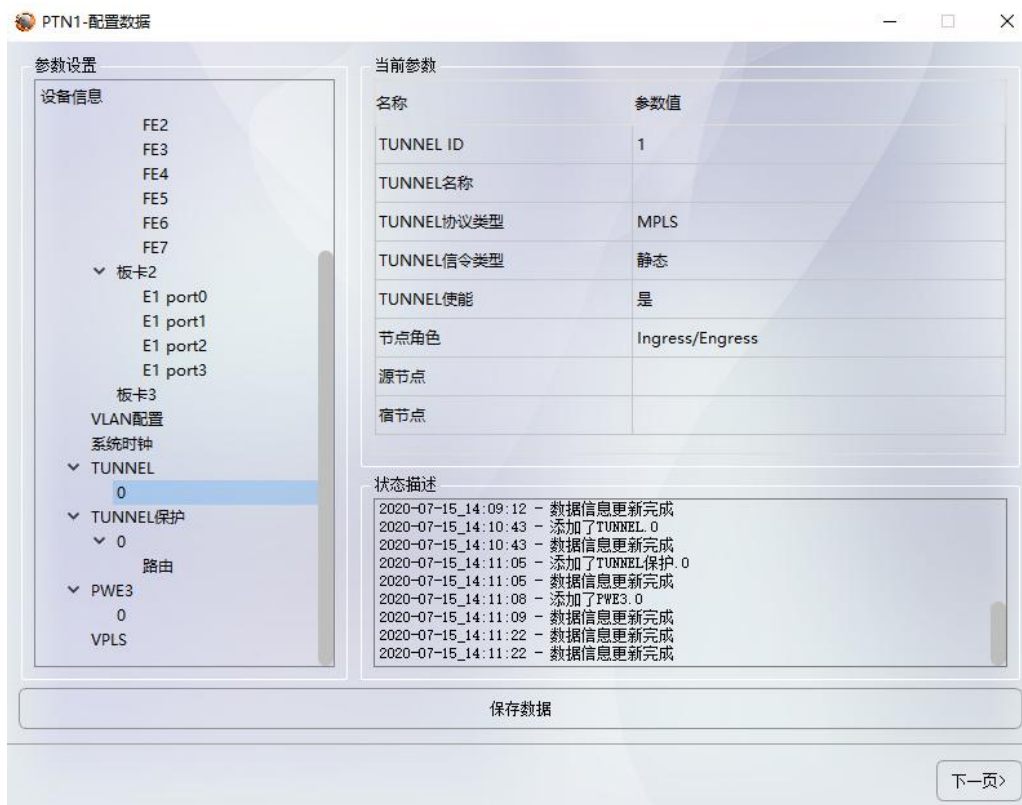 PTN1-配置数据
参数设置
设备信息
FE2
FE3
FE4
FE5
FE6
FE7
板卡2
E1 port0
E1 port1
E1 port2
E1 port3
板卡3
VLAN配置
系统时钟
TUNNEL
0
TUNNEL保护
0
路由
PWE3
0
VPLS
当前参数
名称 参数值
TUNNEL ID 1
TUNNEL名称
TUNNEL协议类型 MPLS
TUNNEL信令类型 静态
TUNNEL使能 是
节点角色 Ingress/Engress
源节点
宿节点
状态描述
2020-07-15_14:09:12 - 数据信息更新完成
2020-07-15_14:10:43 - 添加了TUNNEL.0
2020-07-15_14:10:43 - 数据信息更新完成
2020-07-15_14:11:05 - 添加了TUNNEL保护.0
2020-07-15_14:11:05 - 数据信息更新完成
2020-07-15_14:11:08 - 添加了PWE3.0
2020-07-15_14:11:09 - 数据信息更新完成
2020-07-15_14:11:22 - 数据信息更新完成
2020-07-15_14:11:22 - 数据信息更新完成
保存数据
下一页>